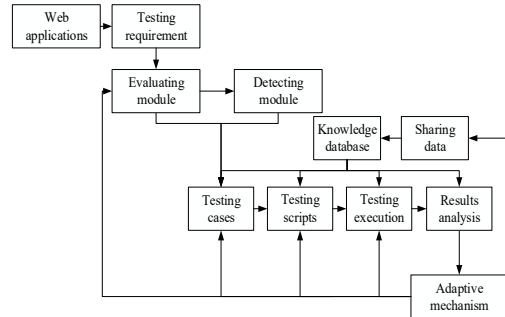 Web
applications
Testing
requirement
Evaluating
module
Detecting
module
Knowledge
database
Sharing
data
Testing
cases
Testing
scripts
Testing
execution
Results
analysis
Adaptive
mechanism